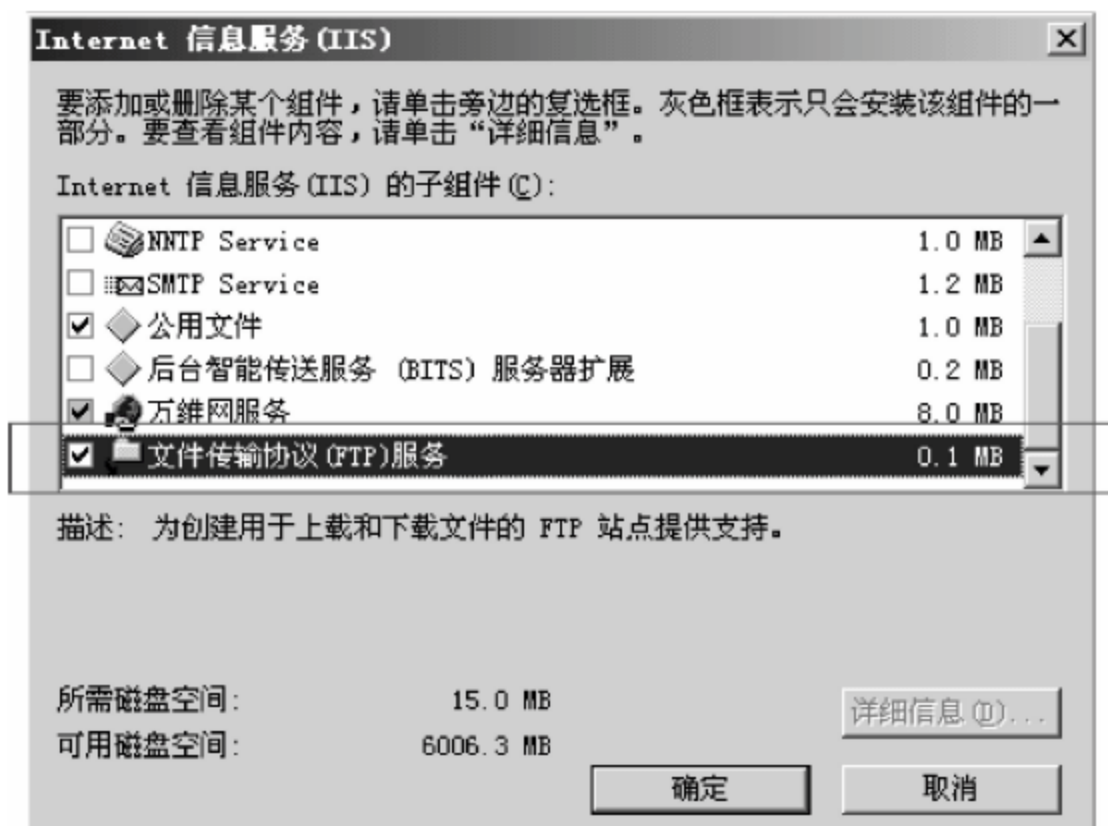 Internet 信息服务(IIS)
要添加或删除某个组件，请单击旁边的复选框。灰色框表示只会安装该组件的一
部分。要查看组件内容，请单击“详细信息”。
Internet 信息服务(IIS) 的子组件(C):
NNTP Service 1.0 MB
SMTP Service 1.2 MB
公用文件 1.0 MB
后台智能传送服务 (BITS) 服务器扩展 0.2 MB
万维网服务 8.0 MB
文件传输协议(FTP)服务 0.1 MB
描述: 为创建用于上载和下载文件的 FTP 站点提供支持。
所需磁盘空间: 15.0 MB
详细信息(D)...
可用磁盘空间: 6006.3 MB
确定 取消